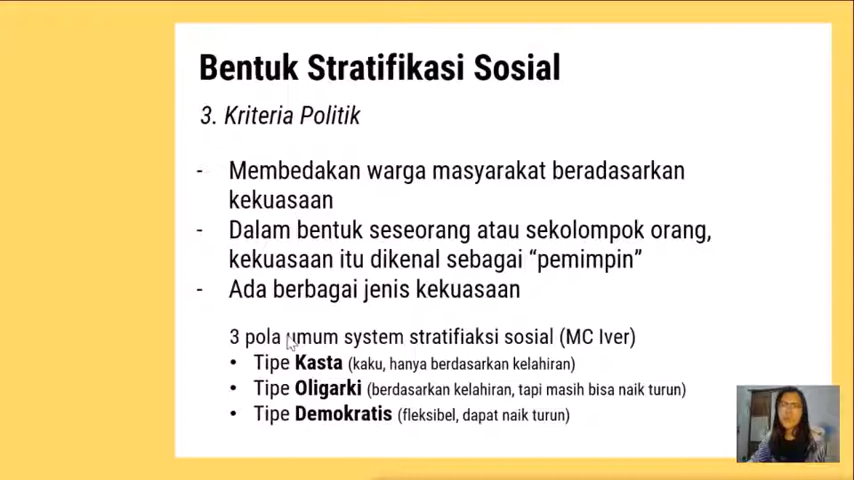 Bentuk Stratifikasi Sosial
3. Kriteria Politik
- Membedakan warga masyarakat beradasarkan
kekuasaan
- Dalam bentuk seseorang atau sekolompok orang,
kekuasaan itu dikenal sebagai “pemimpin”
- Ada berbagai jenis kekuasaan
3 pola umum system stratifiaksi sosial (MC Iver)
• Tipe Kasta (kaku, hanya berdasarkan kelahiran)
• Tipe Oligarki (berdasarkan kelahiran, tapi masih bisa naik turun)
• Tipe Demokratis (fleksibel, dapat naik turun)